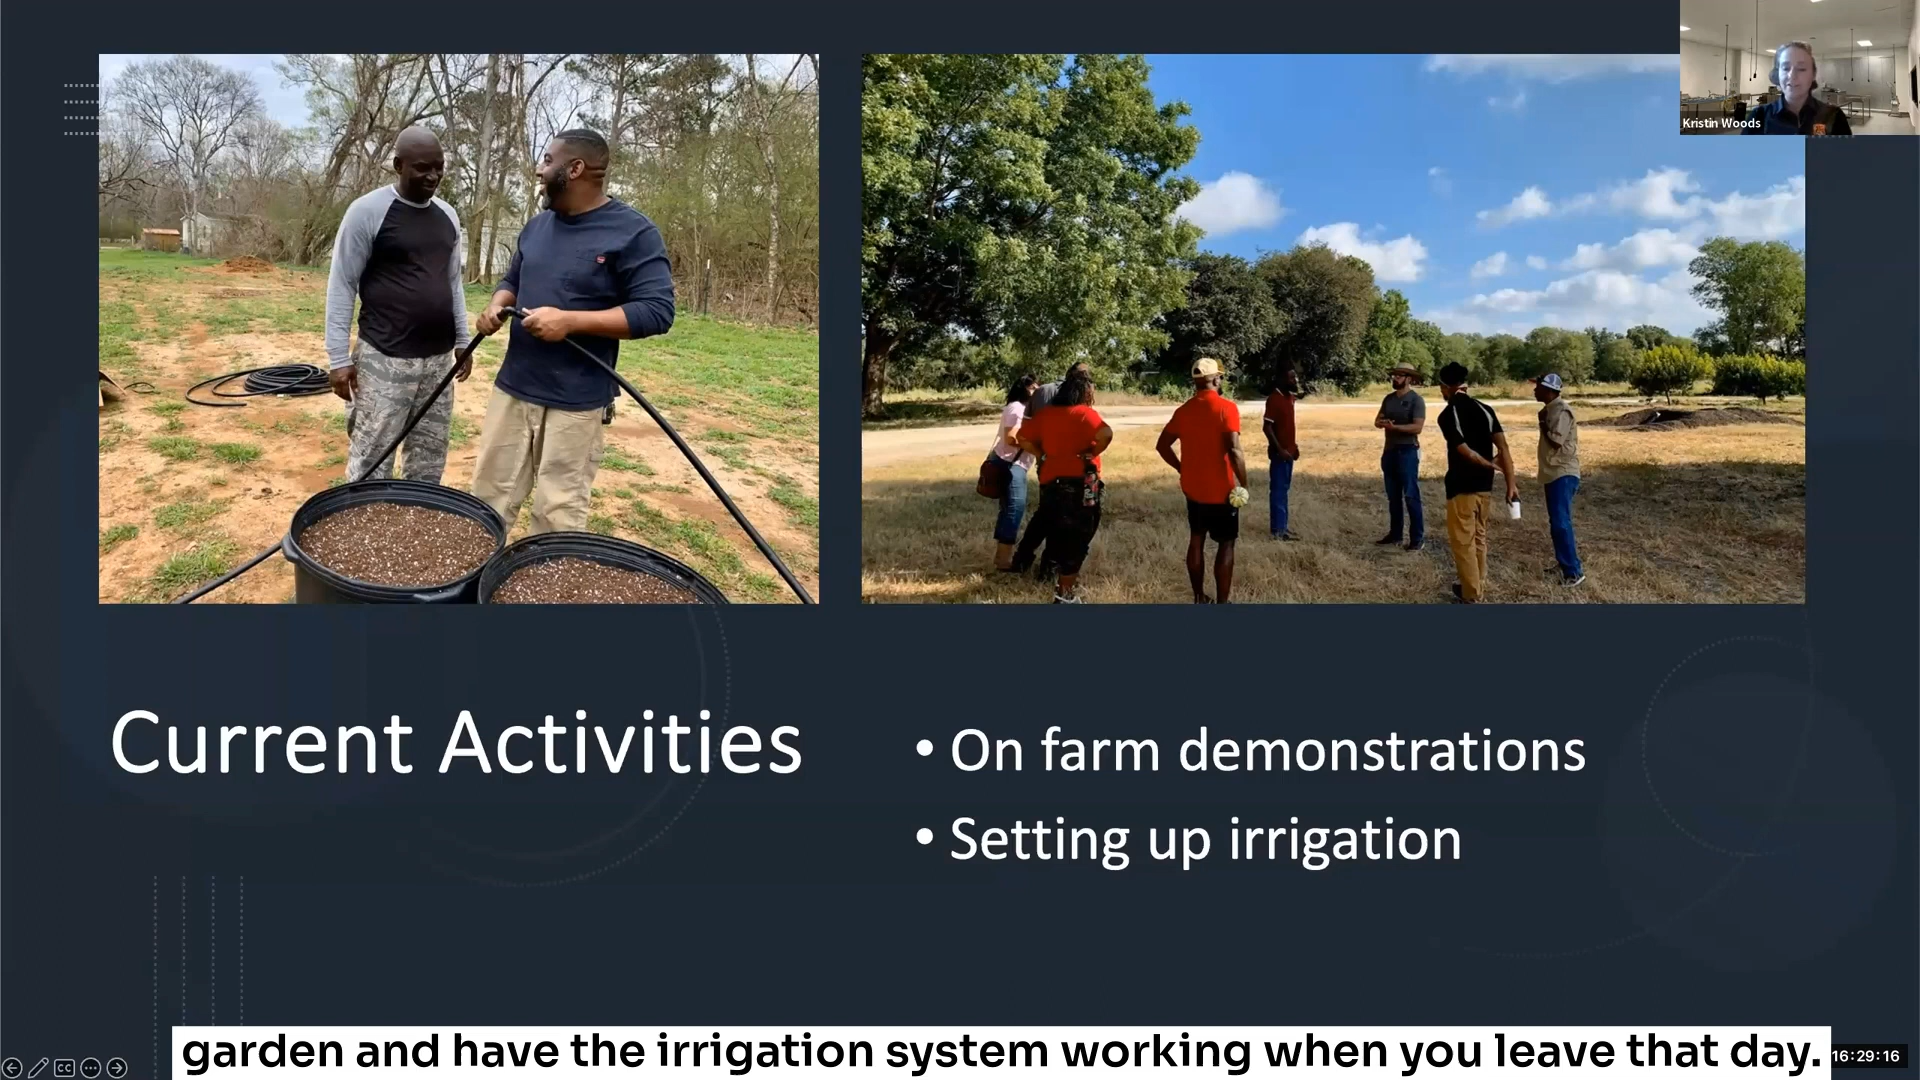 Kristin Woods
Current Activities
• On farm demonstrations
• Setting up irrigation
garden and have the irrigation system working when you leave that day.
CC
16:29:16